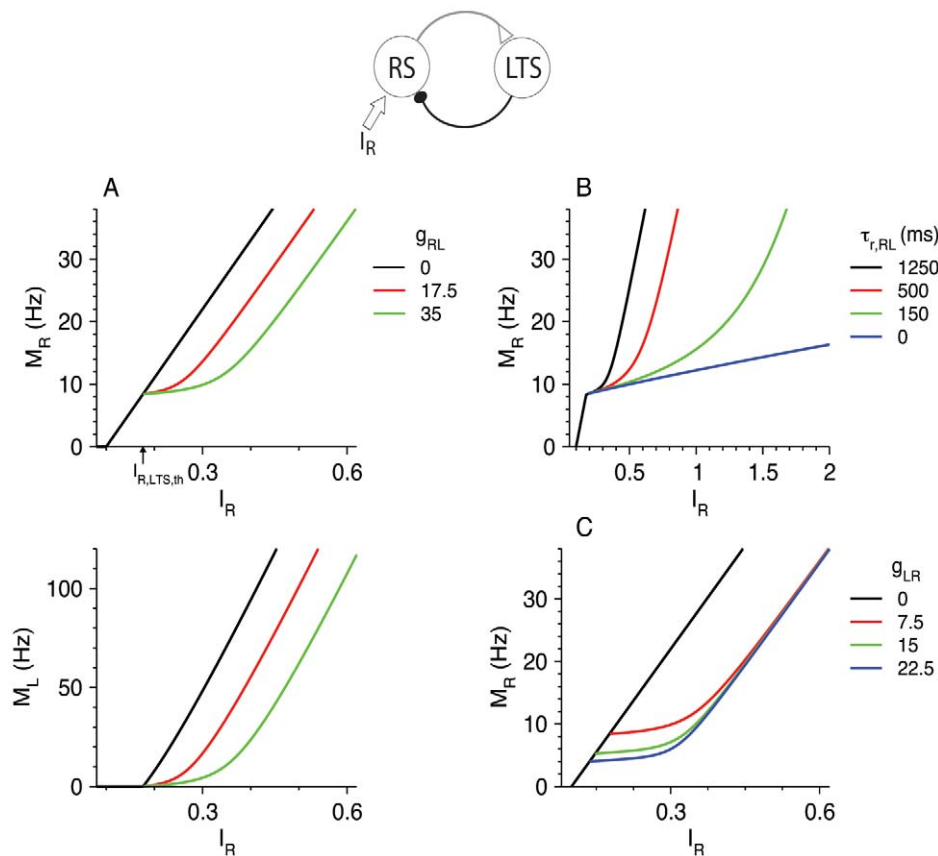 RS
LTS
I_R
A
M_R (Hz)
30
20
10
0
0.3
0.6
I_R,LTS,th
I_R
g_RL
0
17.5
35
B
M_R (Hz)
30
20
10
0
0.5
1
1.5
2
I_R
τ_r,RL (ms)
1250
500
150
0
M_L (Hz)
100
50
0
0.3
0.6
I_R
C
M_R (Hz)
30
20
10
0
0.3
0.6
I_R
g_LR
0
7.5
15
22.5